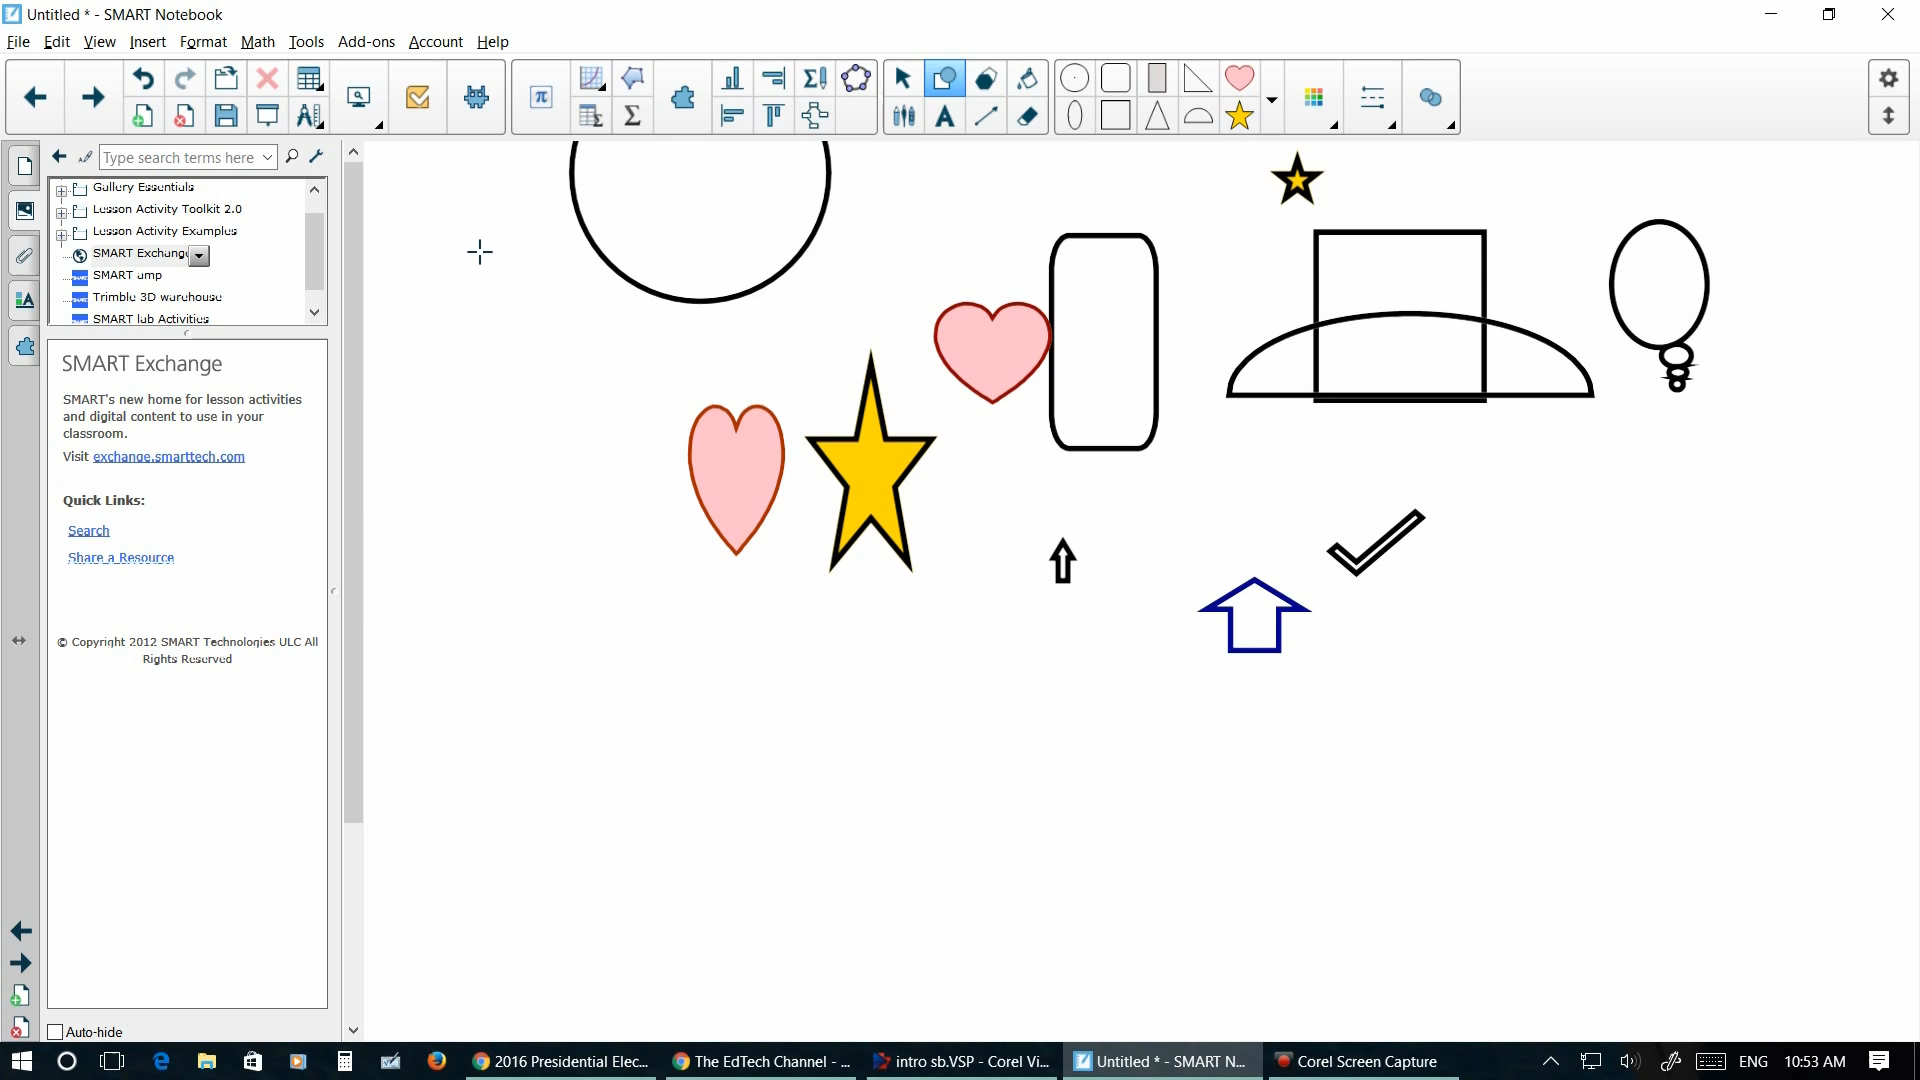 Untitled * - SMART Notebook
File Edit View Insert Format Math Tools Add-ons Account Help
π
Σ
A
Type search terms here
Gallery Essentials
Lesson Activity Toolkit 2.0
Lesson Activity Examples
SMART Exchang
SMART amp
Trimble 3D warehouse
SMART lab Activities
SMART Exchange
SMART's new home for lesson activities
and digital content to use in your
classroom.
Visit exchange.smarttech.com
Quick Links:
Search
Share a Resource
© Copyright 2012 SMART Technologies ULC All
Rights Reserved
Auto-hide
2016 Presidential Elec... The EdTech Channel - ... intro sb.VSP - Corel Vi... Untitled * - SMART N... Corel Screen Capture ENG 10:53 AM